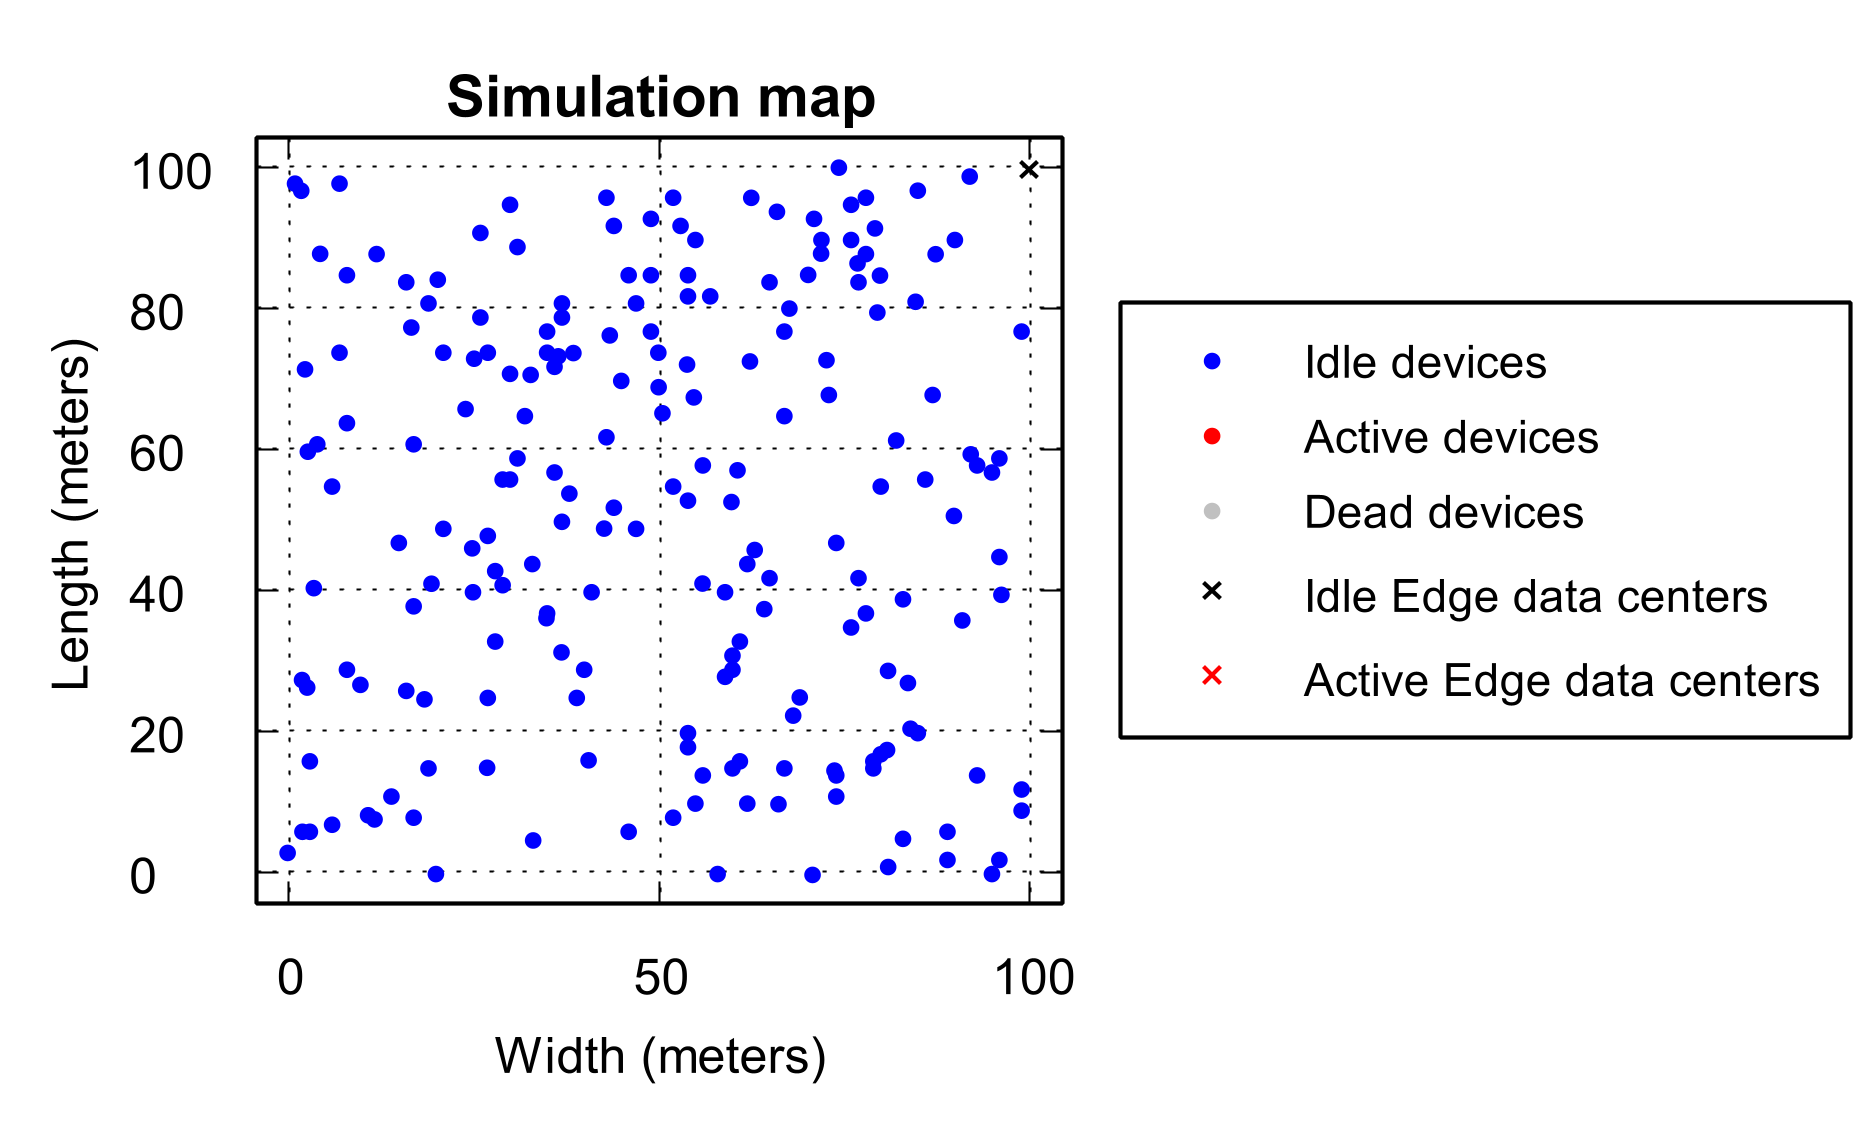 Simulation map
100
80
60
40
20
0
Length (meters)
0 50 100
Width (meters)
Idle devices
Active devices
Dead devices
Idle Edge data centers
Active Edge data centers